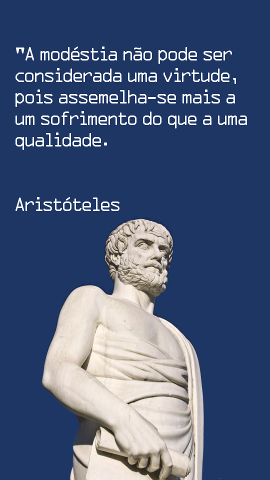 "A modéstia não pode ser
considerada uma virtude,
pois assemelha-se mais a
um sofrimento do que a uma
qualidade.
Aristóteles